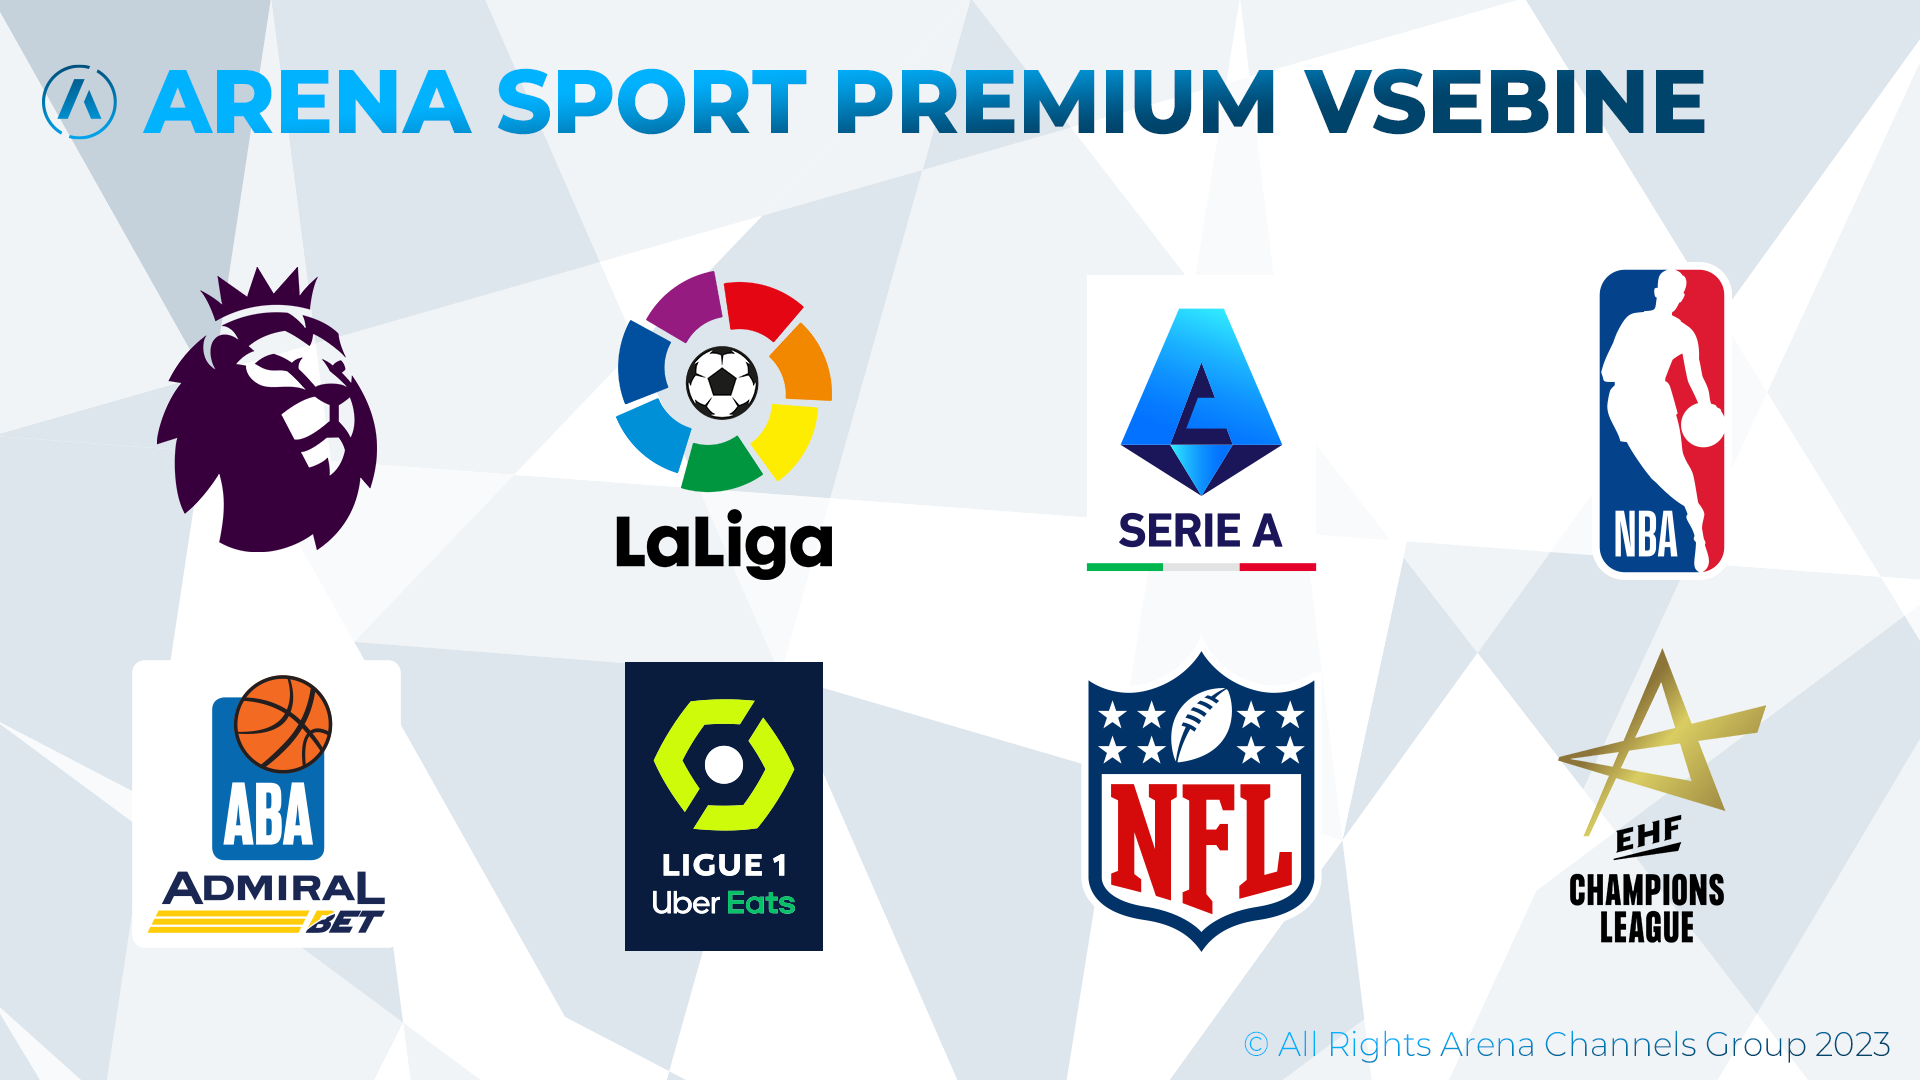 ARENA SPORT PREMIUM VSEBINE
LaLiga
SERIE A
NBA
ABA
ADMIRAL
BET
LIGUE 1
Uber Eats
NFL
EHF
CHAMPIONS
LEAGUE
© All Rights Arena Channels Group 2023